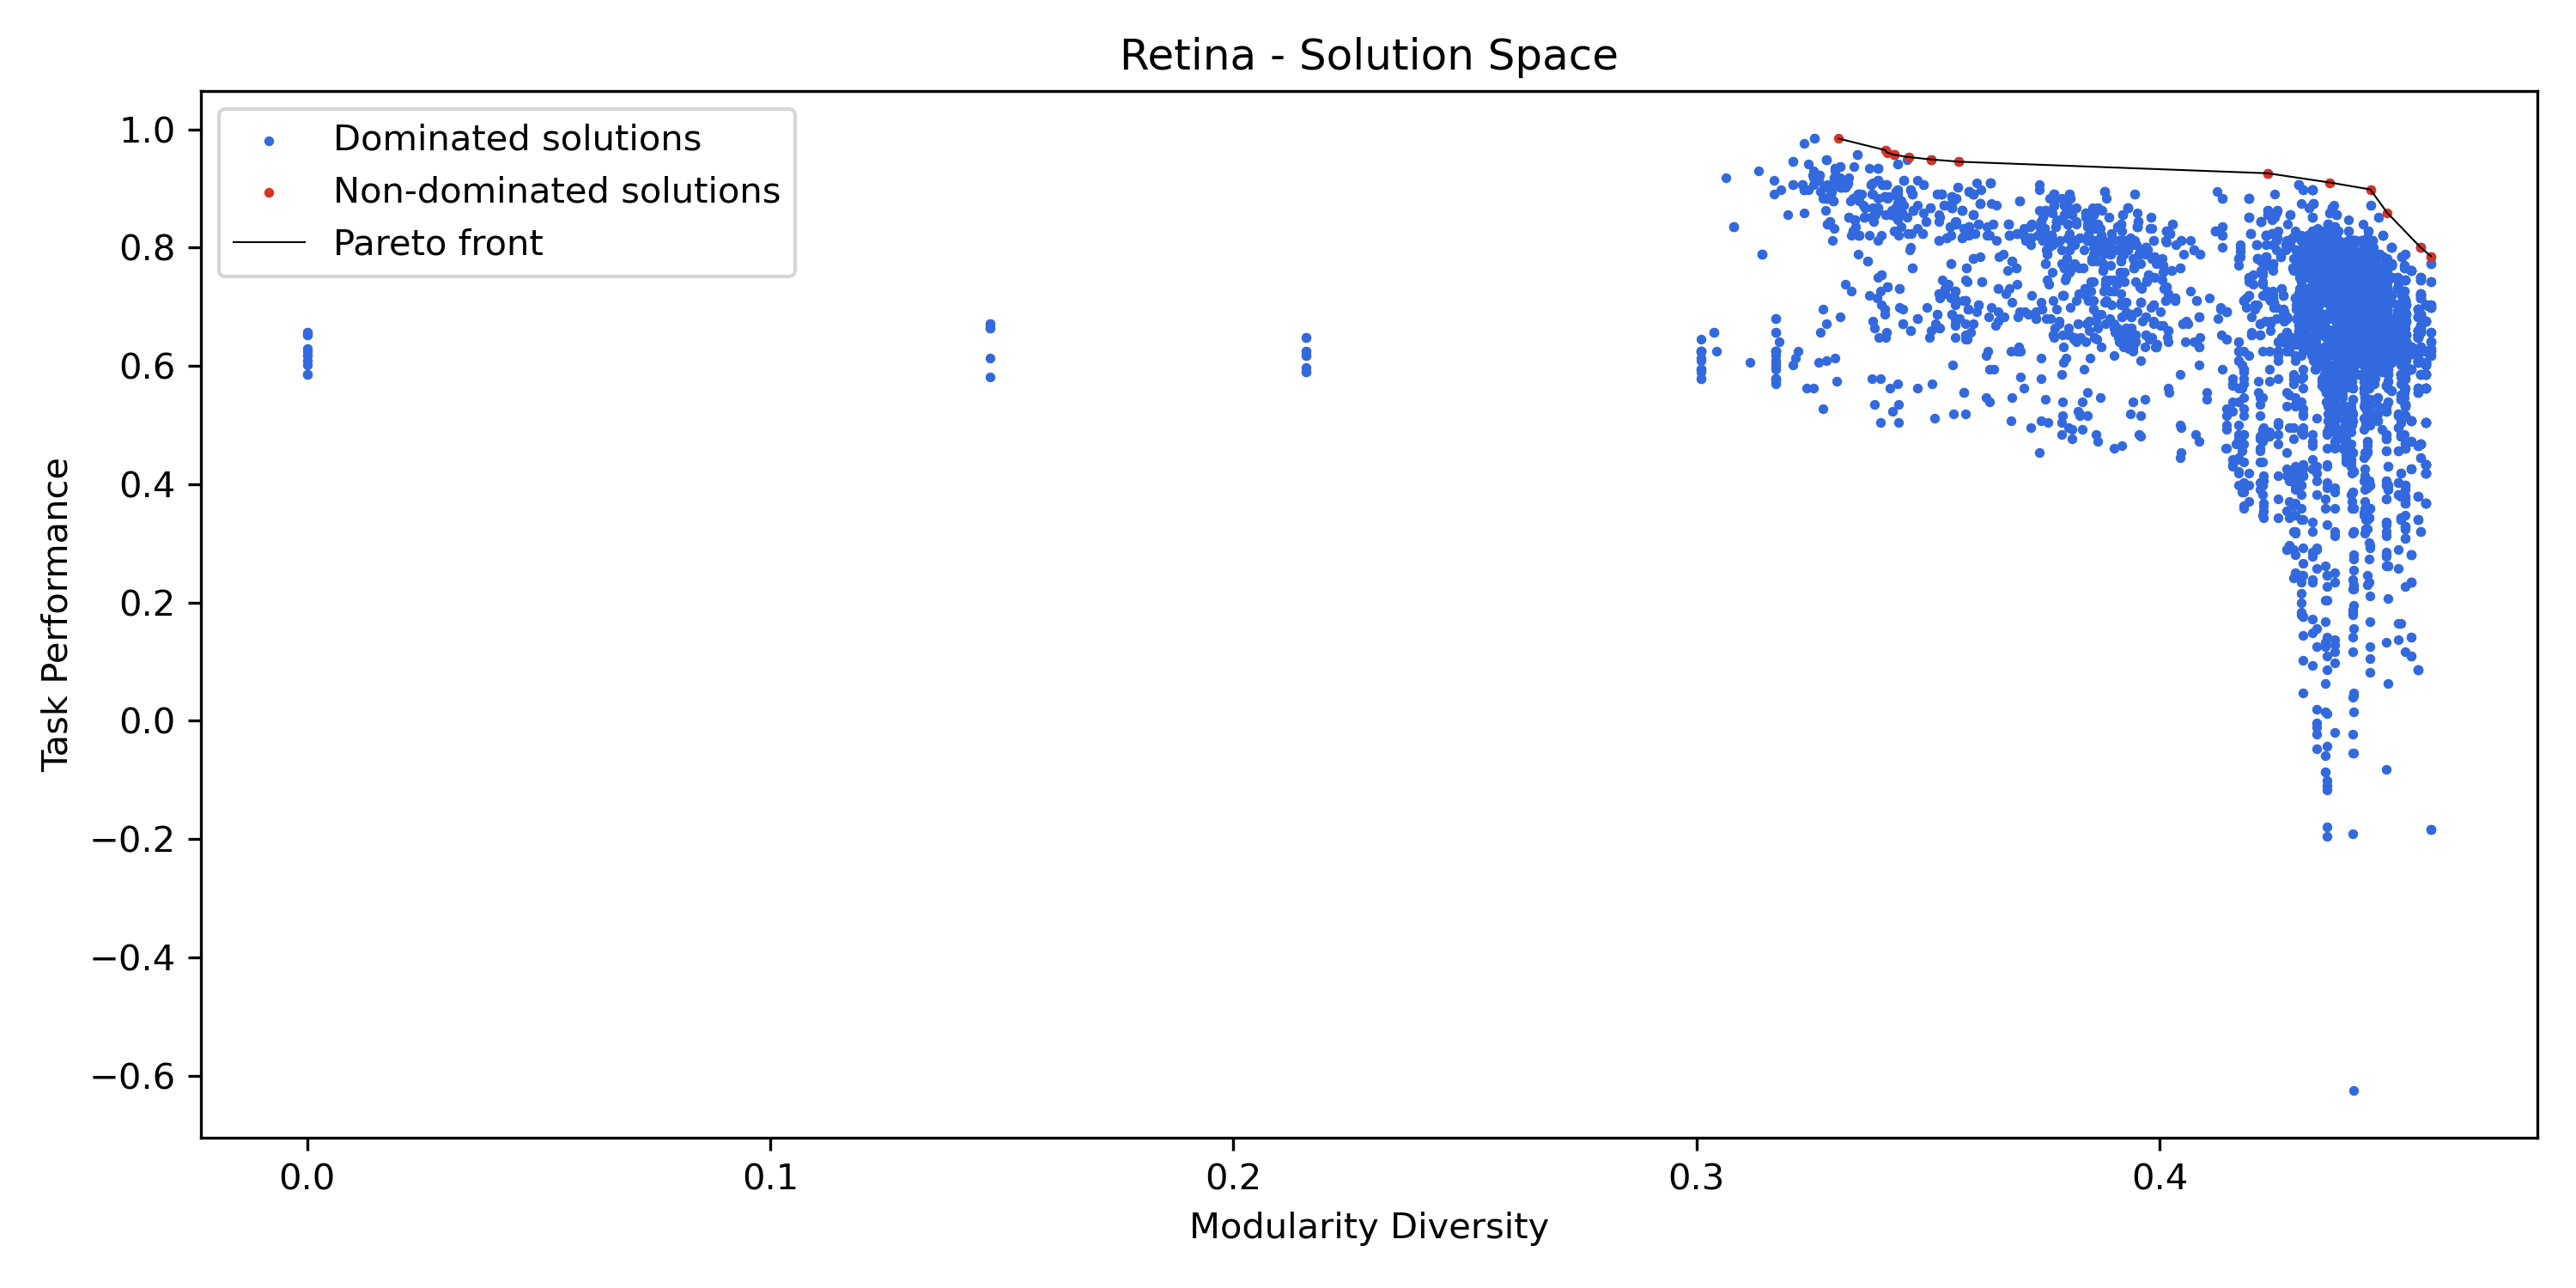 Retina - Solution Space
Dominated solutions
Non-dominated solutions
Pareto front
1.0
0.8
0.6
0.4
0.2
0.0
−0.2
−0.4
−0.6
Task Performance
0.0 0.1 0.2 0.3 0.4
Modularity Diversity